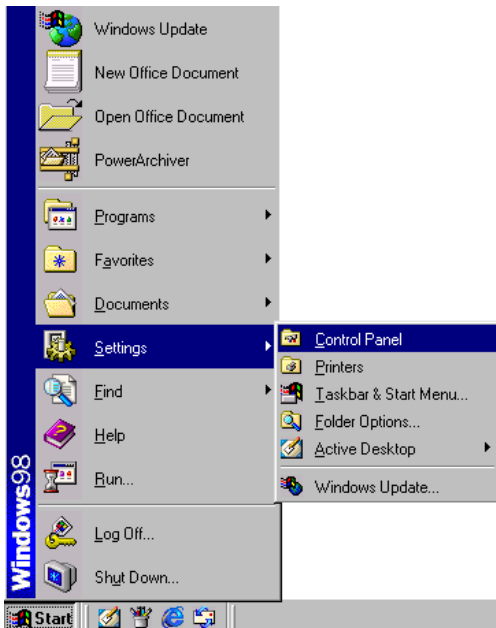 Windows Update
New Office Document
Open Office Document
PowerArchiver
Programs
Favorites
Documents
Settings
Find
Help
Run...
Log Off...
Shut Down...
Control Panel
Printers
Taskbar & Start Menu...
Folder Options...
Active Desktop
Windows Update...
Windows98
Start